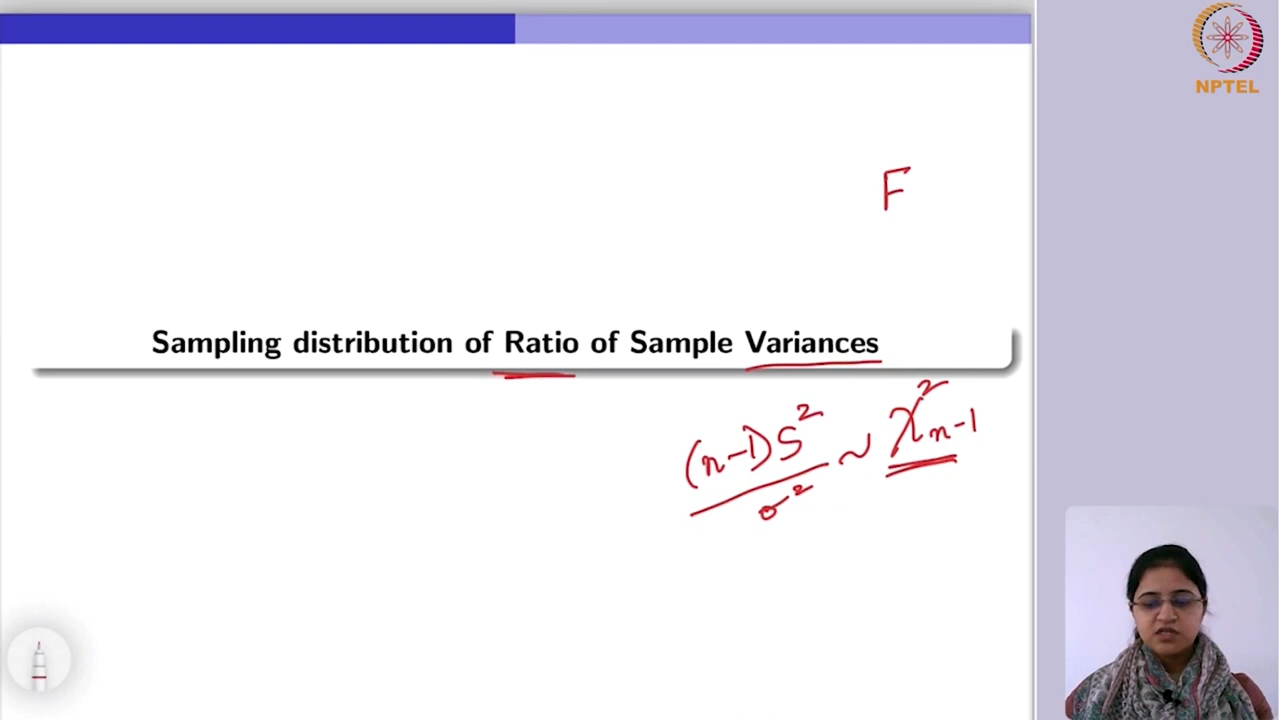 NPTEL
F
Sampling distribution of Ratio of Sample Variances
(n-1)S² / σ² ~ χ²ₙ₋₁